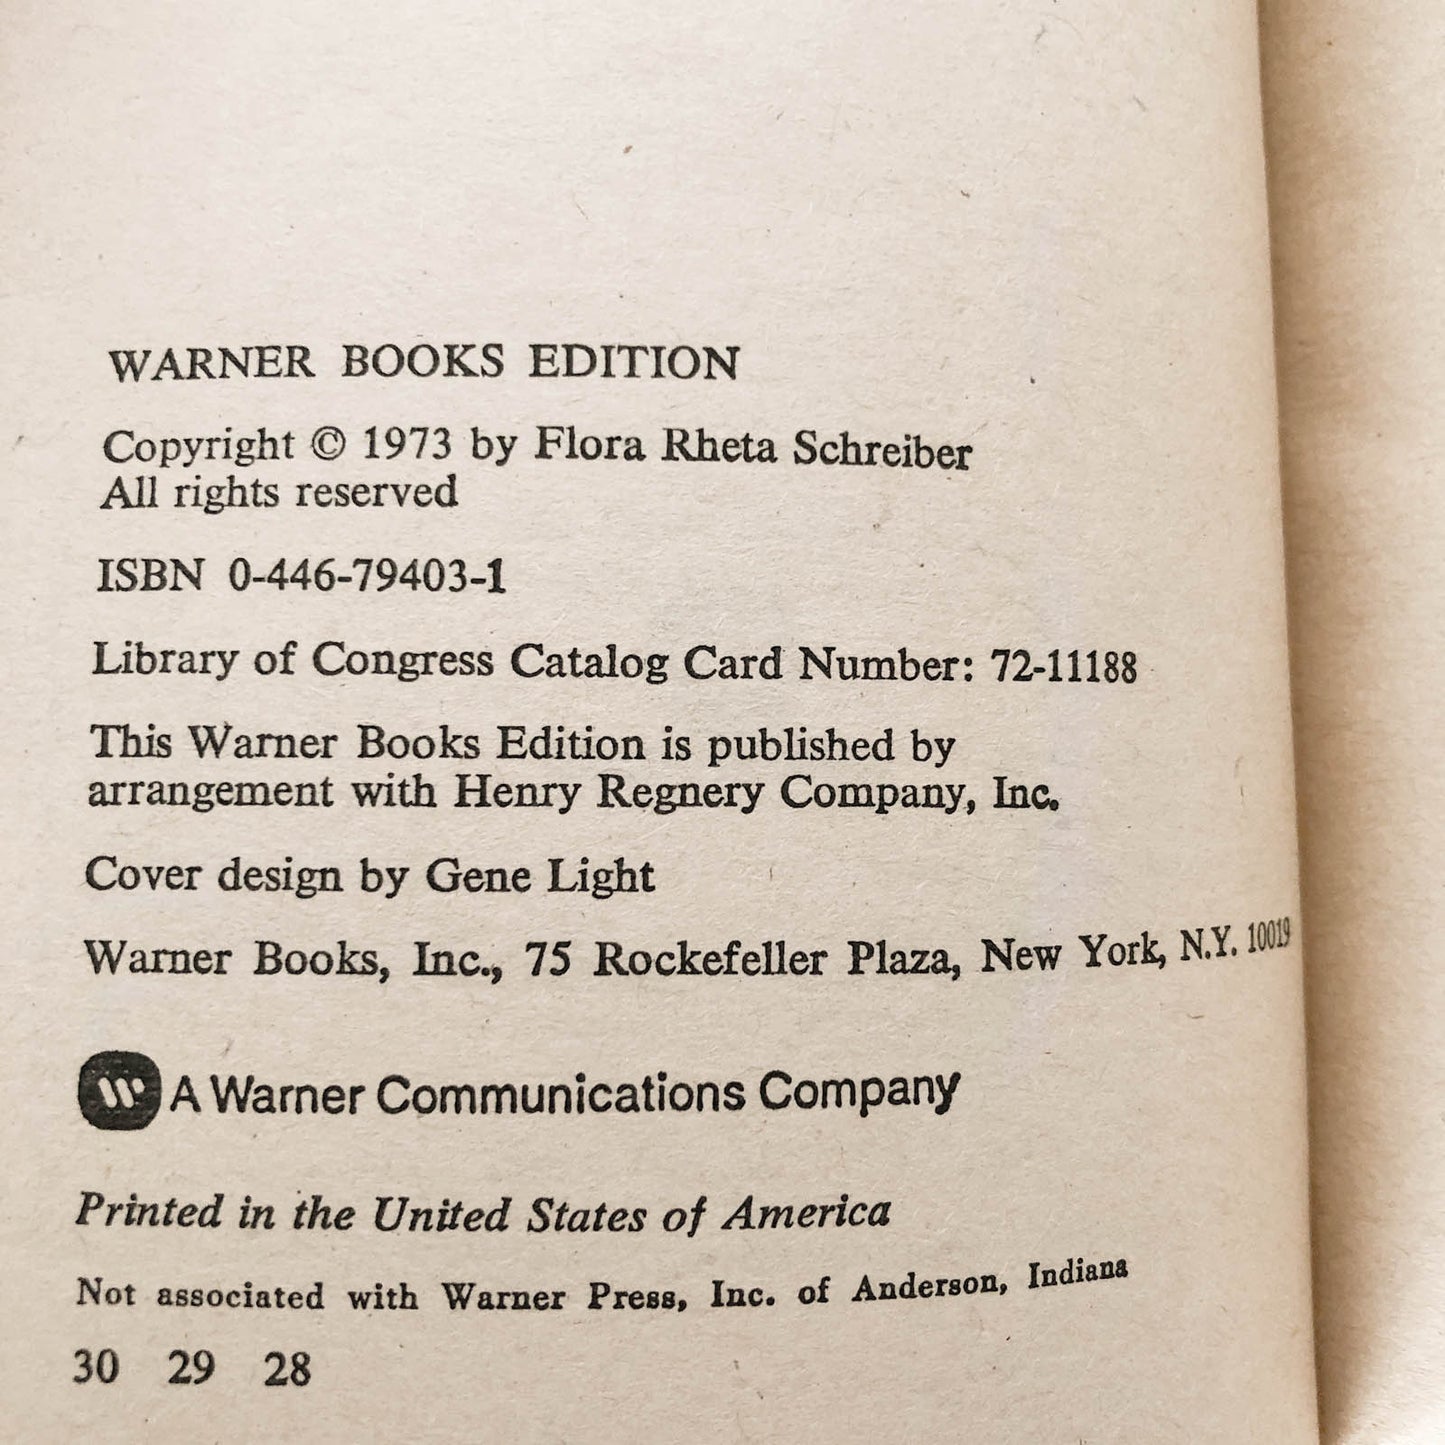 WARNER BOOKS EDITION
Copyright © 1973 by Flora Rheta Schreiber
All rights reserved
ISBN 0-446-79403-1
Library of Congress Catalog Card Number: 72-11188
This Warner Books Edition is published by
arrangement with Henry Regnery Company, Inc.
Cover design by Gene Light
Warner Books, Inc., 75 Rockefeller Plaza, New York, N.Y. 10019
A Warner Communications Company
Printed in the United States of America
Not associated with Warner Press, Inc. of Anderson, Indiana
30 29 28